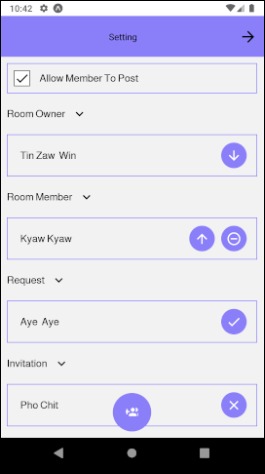 10:42
Setting
Allow Member To Post
Room Owner
Tin Zaw Win
Room Member
Kyaw Kyaw
Request
Aye Aye
Invitation
Pho Chit